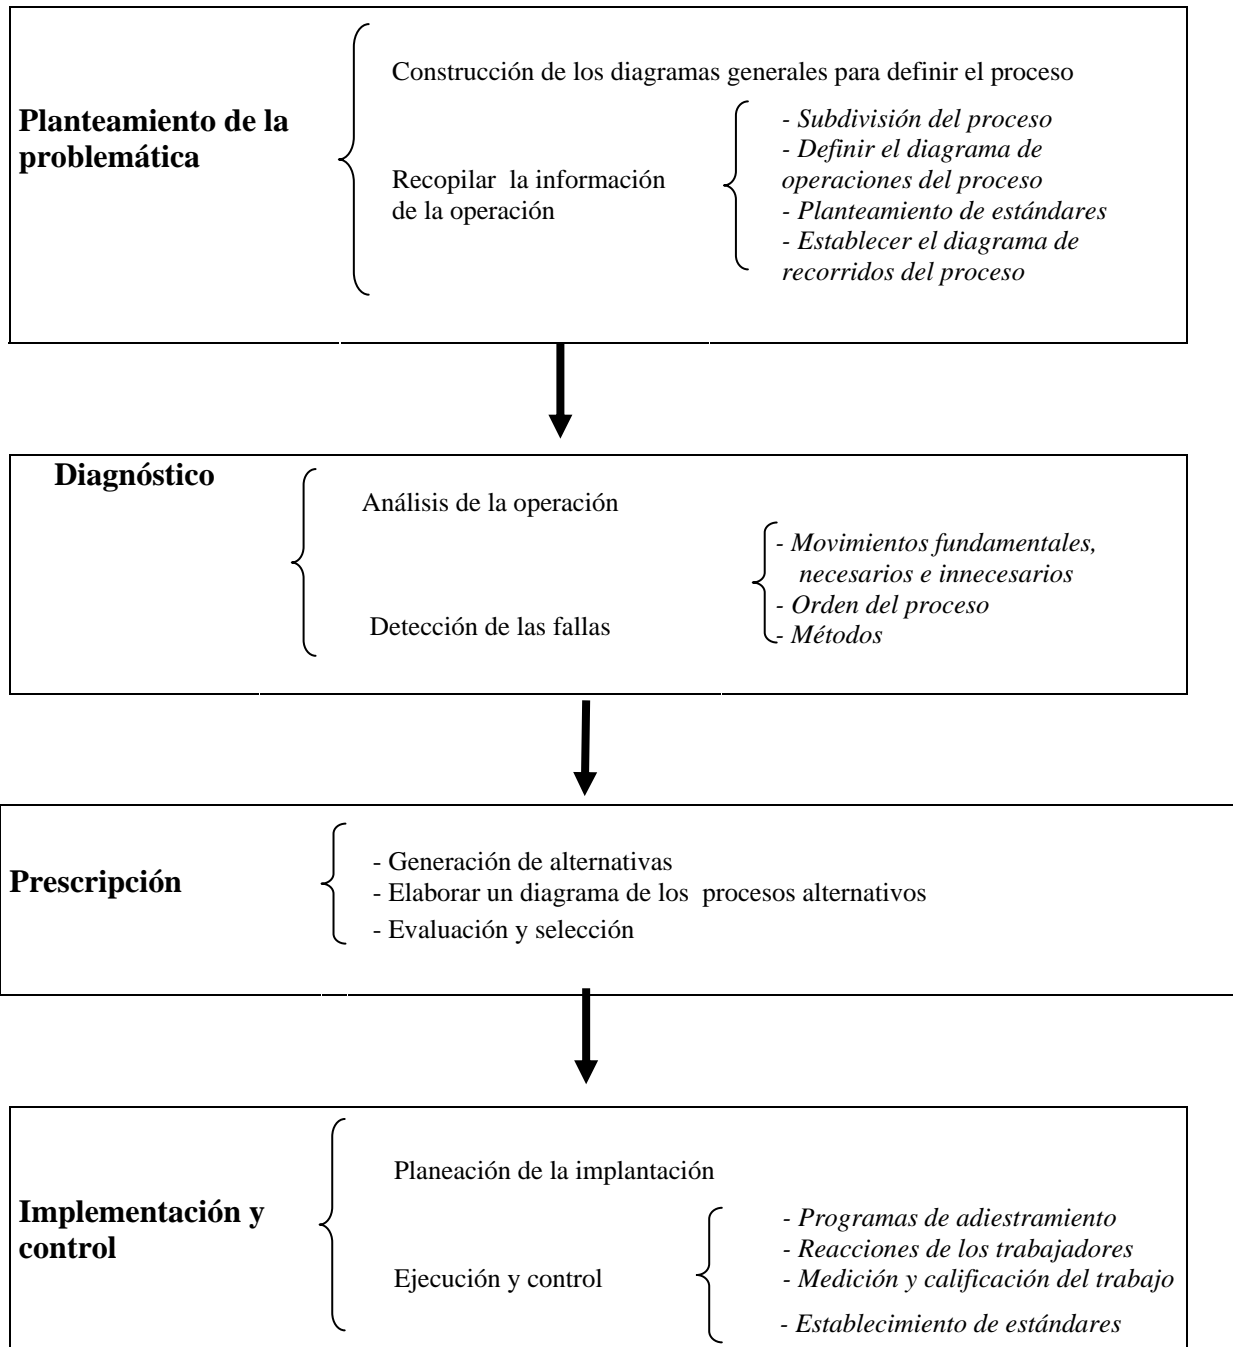 Planteamiento de la
problemática
Construcción de los diagramas generales para definir el proceso
Recopilar la información
de la operación
- Subdivisión del proceso
- Definir el diagrama de
operaciones del proceso
- Planteamiento de estándares
- Establecer el diagrama de
recorridos del proceso
Diagnóstico
Análisis de la operación
Detección de las fallas
- Movimientos fundamentales,
necesarios e innecesarios
- Orden del proceso
- Métodos
Prescripción
- Generación de alternativas
- Elaborar un diagrama de los procesos alternativos
- Evaluación y selección
Implementación y
control
Planeación de la implantación
Ejecución y control
- Programas de adiestramiento
- Reacciones de los trabajadores
- Medición y calificación del trabajo
- Establecimiento de estándares